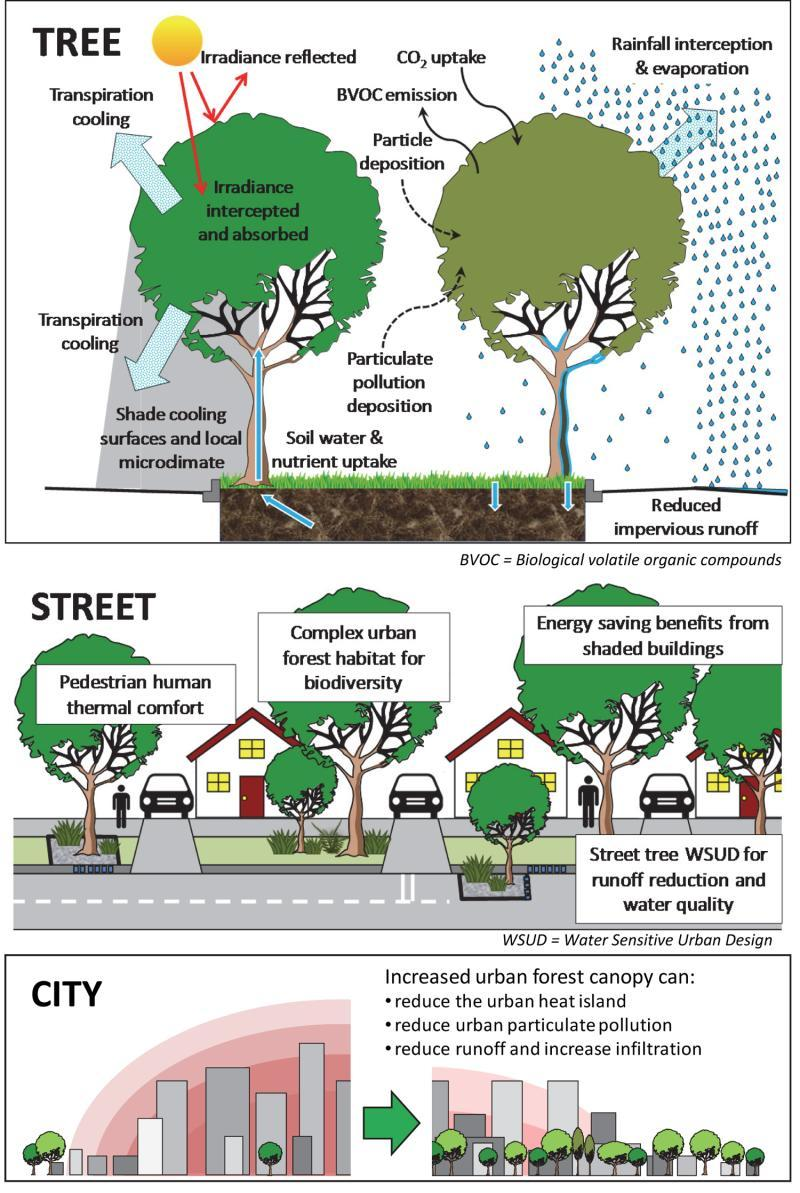 TREE
Irradiance reflected
Transpiration
cooling
Irradiance
intercepted
and absorbed
Transpiration
cooling
Shade cooling
surfaces and local
microclimate
Soil water &
nutrient uptake
CO₂ uptake
BVOC emission
Particle
deposition
Particulate
pollution
deposition
Rainfall interception
& evaporation
Reduced
impervious runoff
BVOC = Biological volatile organic compounds
STREET
Pedestrian human
thermal comfort
Complex urban
forest habitat for
biodiversity
Energy saving benefits from
shaded buildings
Street tree WSUD for
runoff reduction and
water quality
WSUD = Water Sensitive Urban Design
CITY
Increased urban forest canopy can:
• reduce the urban heat island
• reduce urban particulate pollution
• reduce runoff and increase infiltration